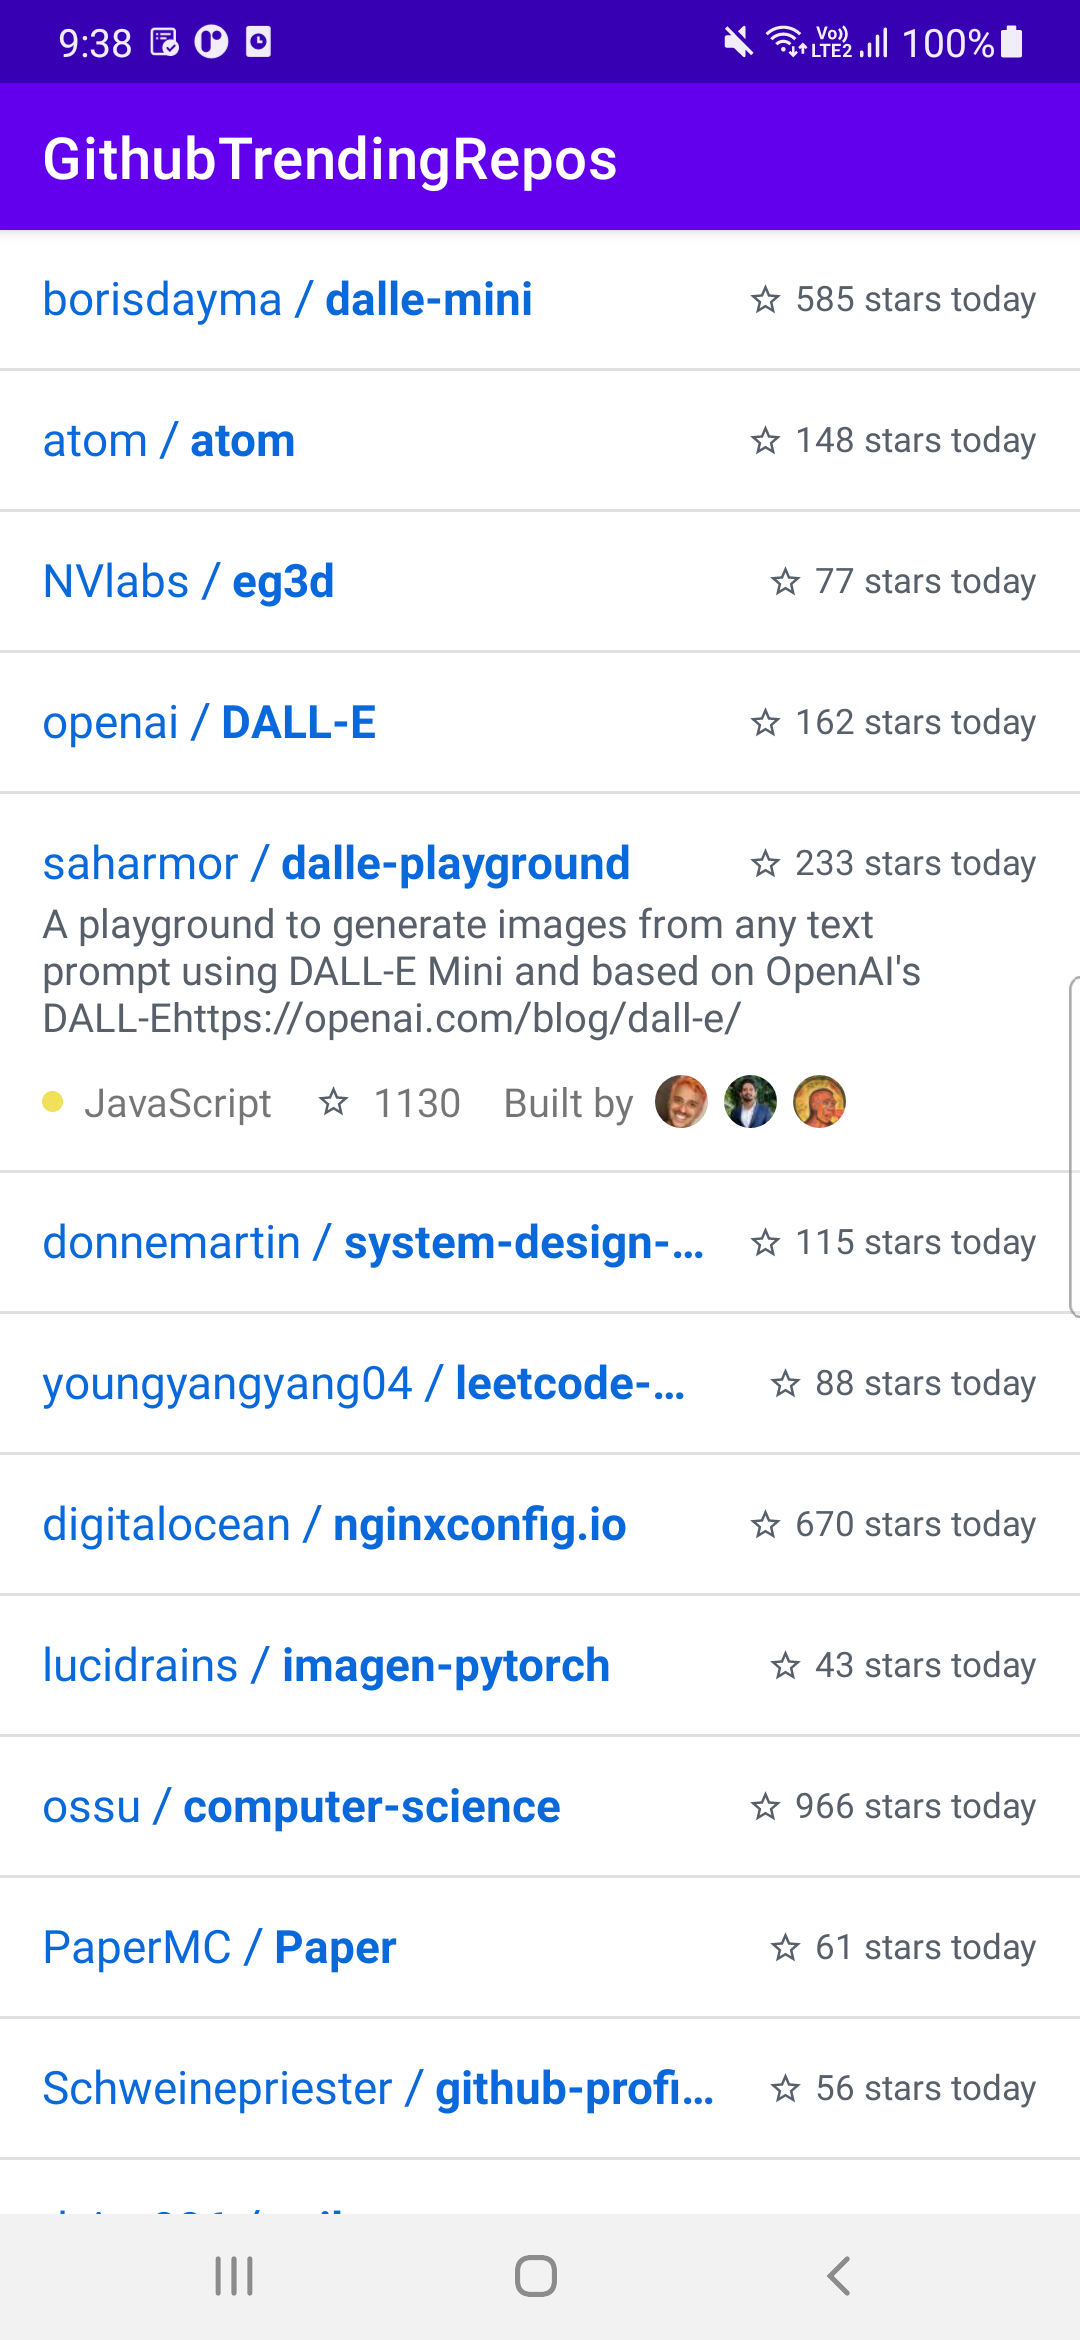 9:38 Vo)) LTE2 100%
GithubTrendingRepos
borisdayma / dalle-mini 585 stars today
atom / atom 148 stars today
NVlabs / eg3d 77 stars today
openai / DALL-E 162 stars today
saharmor / dalle-playground 233 stars today
A playground to generate images from any text
prompt using DALL-E Mini and based on OpenAI's
DALL-Ehttps://openai.com/blog/dall-e/
JavaScript 1130 Built by
donnemartin / system-design-... 115 stars today
youngyangyang04 / leetcode-... 88 stars today
digitalocean / nginxconfig.io 670 stars today
lucidrains / imagen-pytorch 43 stars today
ossu / computer-science 966 stars today
PaperMC / Paper 61 stars today
Schweinepriester / github-profi... 56 stars today